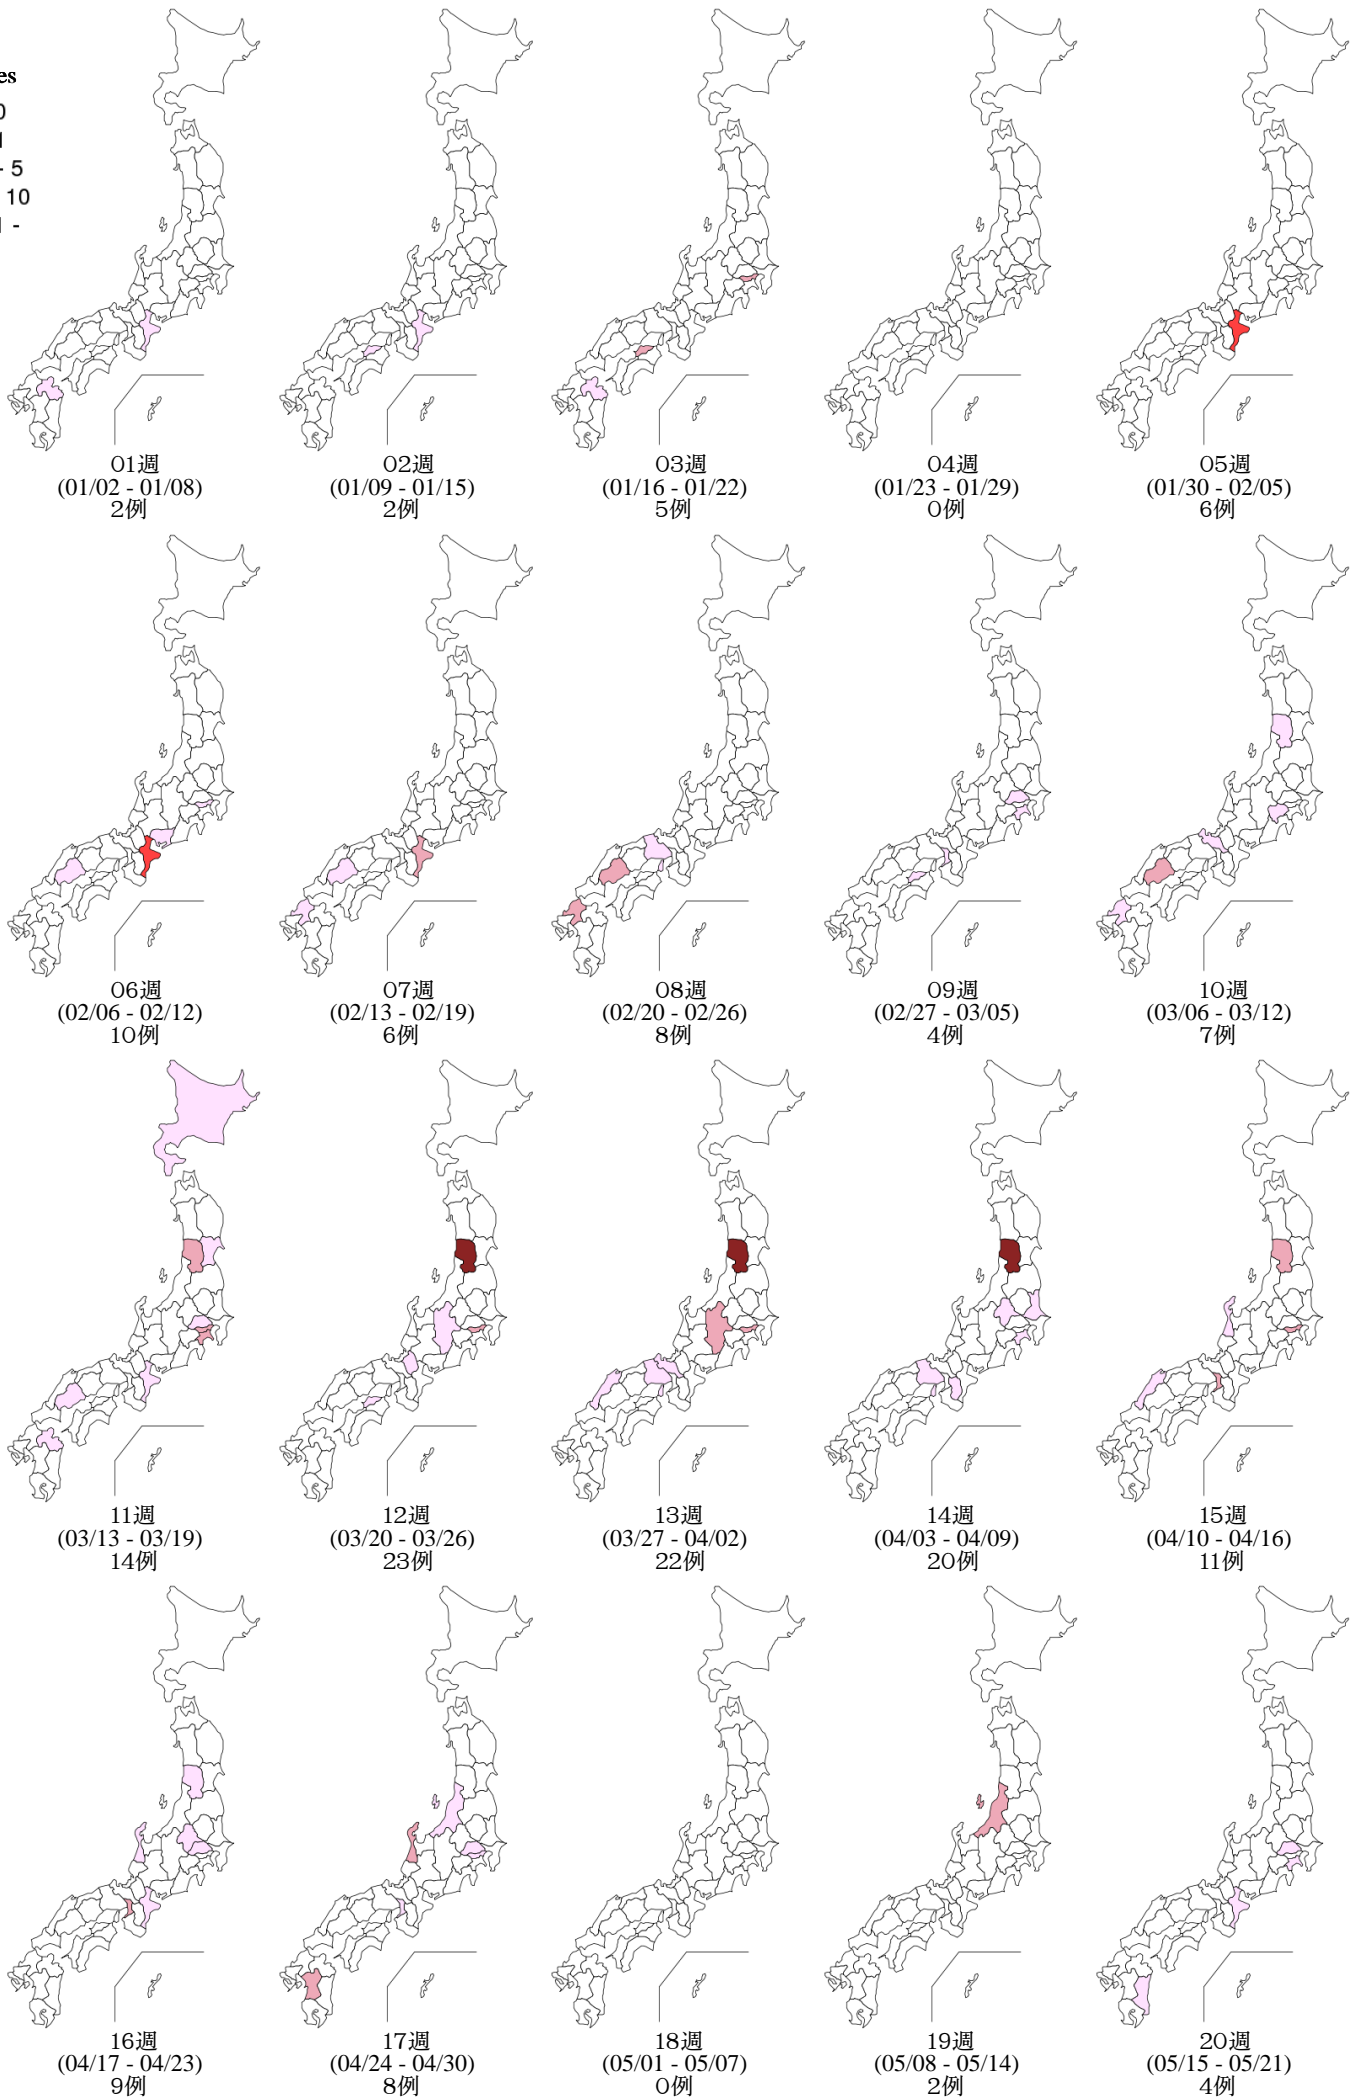 es
0
1
- 5
10
-
01週
(01/02 - 01/08)
2例
02週
(01/09 - 01/15)
2例
03週
(01/16 - 01/22)
5例
04週
(01/23 - 01/29)
0例
05週
(01/30 - 02/05)
6例
06週
(02/06 - 02/12)
10例
07週
(02/13 - 02/19)
6例
08週
(02/20 - 02/26)
8例
09週
(02/27 - 03/05)
4例
10週
(03/06 - 03/12)
7例
11週
(03/13 - 03/19)
14例
12週
(03/20 - 03/26)
23例
13週
(03/27 - 04/02)
22例
14週
(04/03 - 04/09)
20例
15週
(04/10 - 04/16)
11例
16週
(04/17 - 04/23)
9例
17週
(04/24 - 04/30)
8例
18週
(05/01 - 05/07)
0例
19週
(05/08 - 05/14)
2例
20週
(05/15 - 05/21)
4例